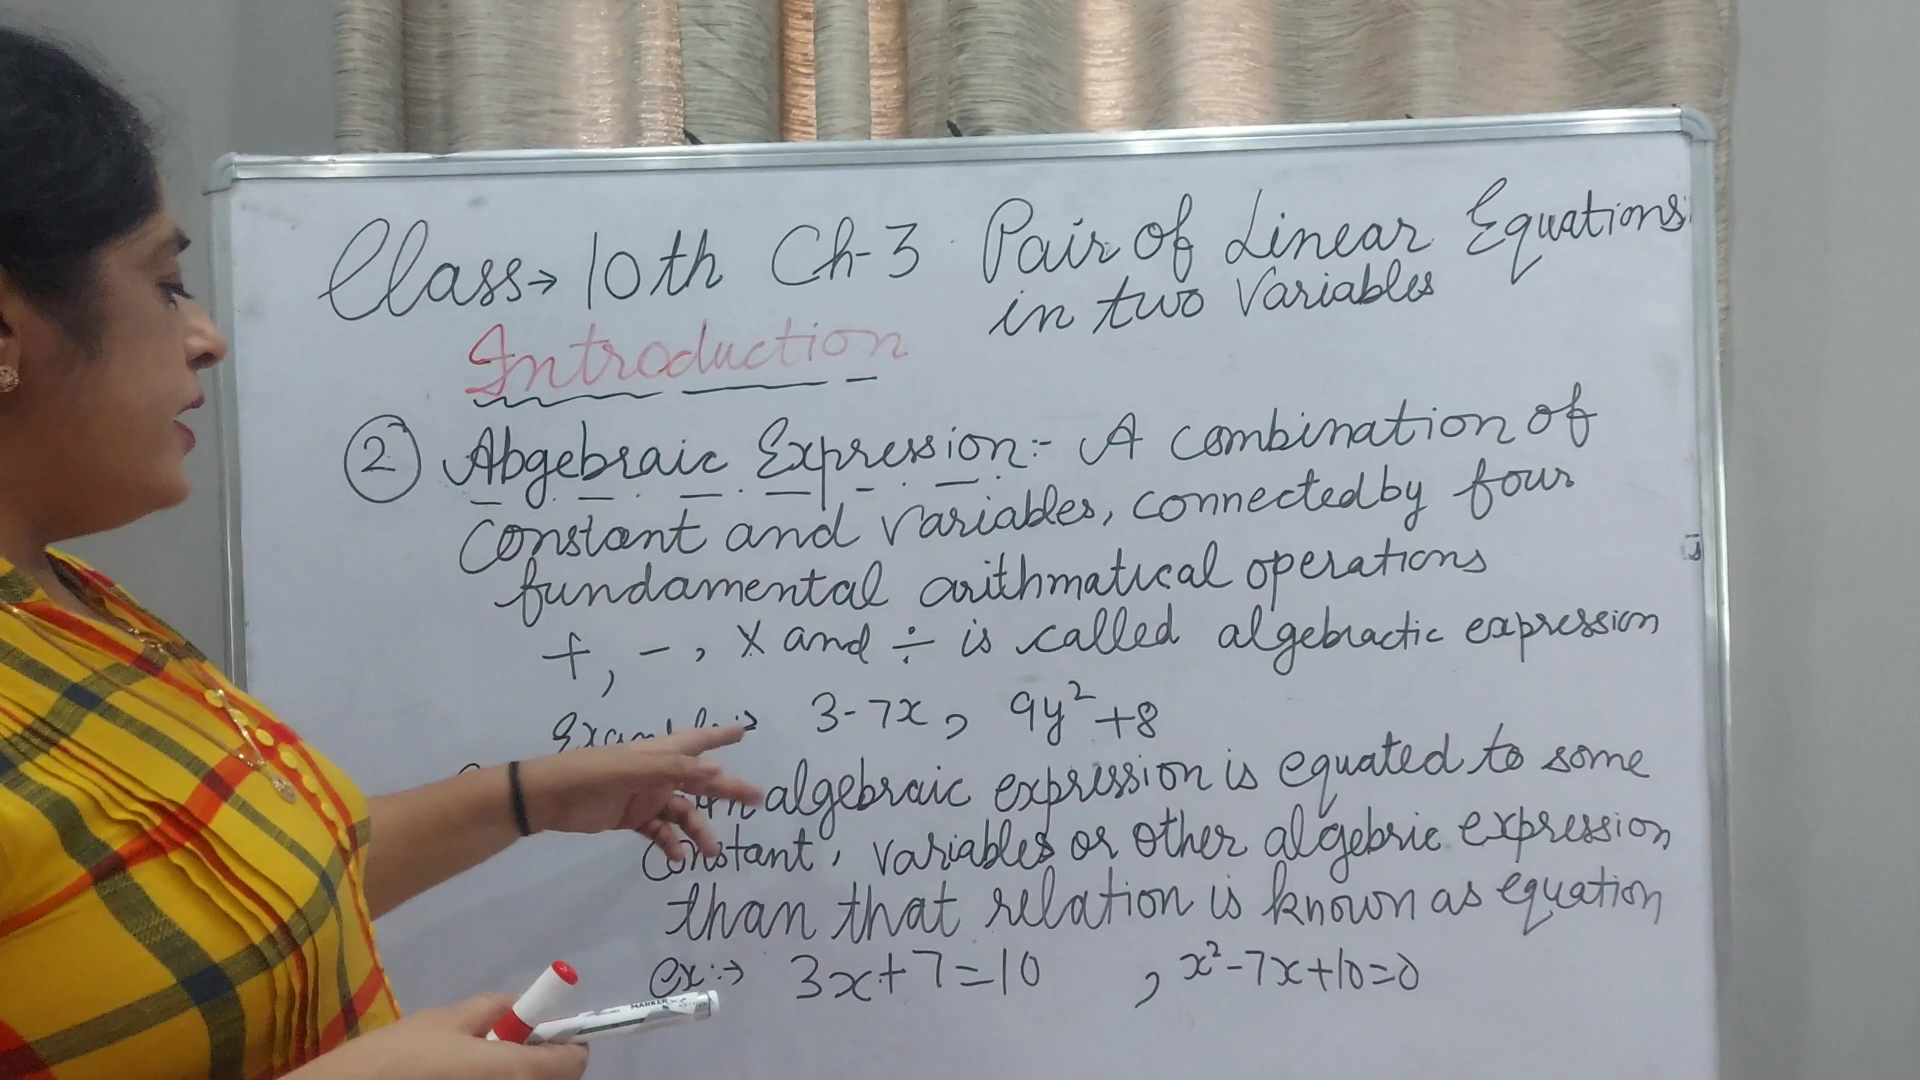 Class→ 10th Ch-3 Pair of Linear Equations
in two Variables
Introduction
② Abgebraic Expression:- A combination of
constant and variables, connected by four
fundamental arithmatical operations
+, -, × and ÷ is called algebractic expression
3-7x, 9y²+8
algebraic expression is equated to some
constant, variables or other algebric expression
than that relation is known as equation
ex:→ 3x+7=10 , x²-7x+10=0
MARKER